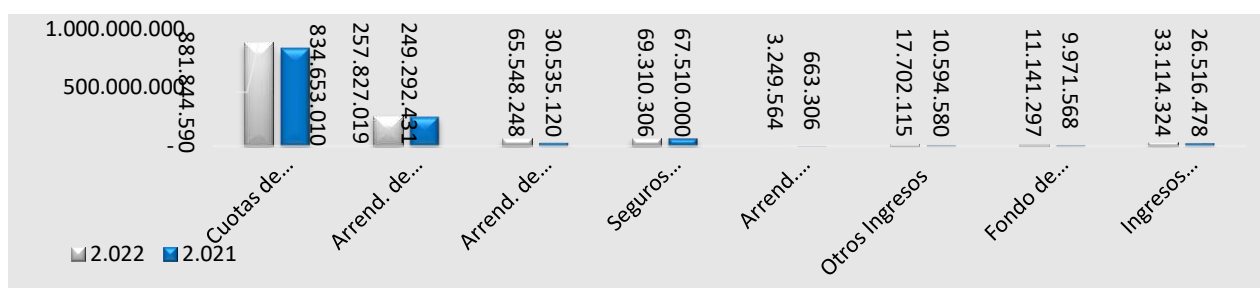 1.000.000.000
500.000.000
-
881.844.590
834.653.010
257.827.019
249.292.431
65.548.248
30.535.120
69.310.306
67.510.000
3.249.564
663.306
17.702.115
10.594.580
11.141.297
9.971.568
33.114.324
26.516.478
Cuotas de...
Arrend. de...
Arrend. de...
Seguros...
Arrend....
Otros Ingresos
Fondo de...
Ingresos...
2.022
2.021